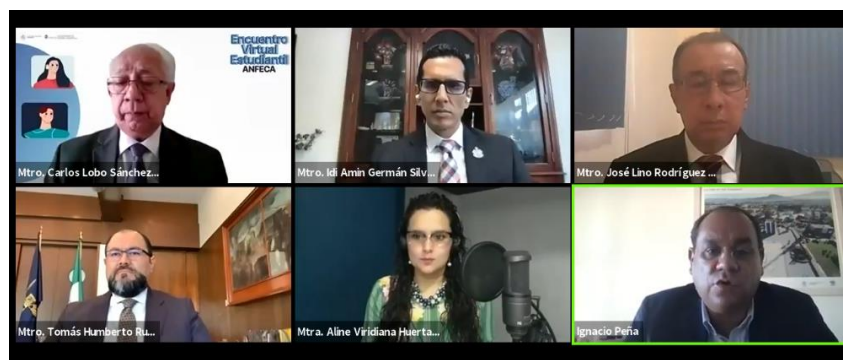 Encuentro
Virtual
Estudiantil
ANFECA
Mtro. Carlos Lobo Sánchez...
Mtro. Idi Amin Germán Silv...
Mtro. José Lino Rodríguez ...
Mtro. Tomás Humberto Ru...
Mtra. Aline Viridiana Huerta...
Ignacio Peña